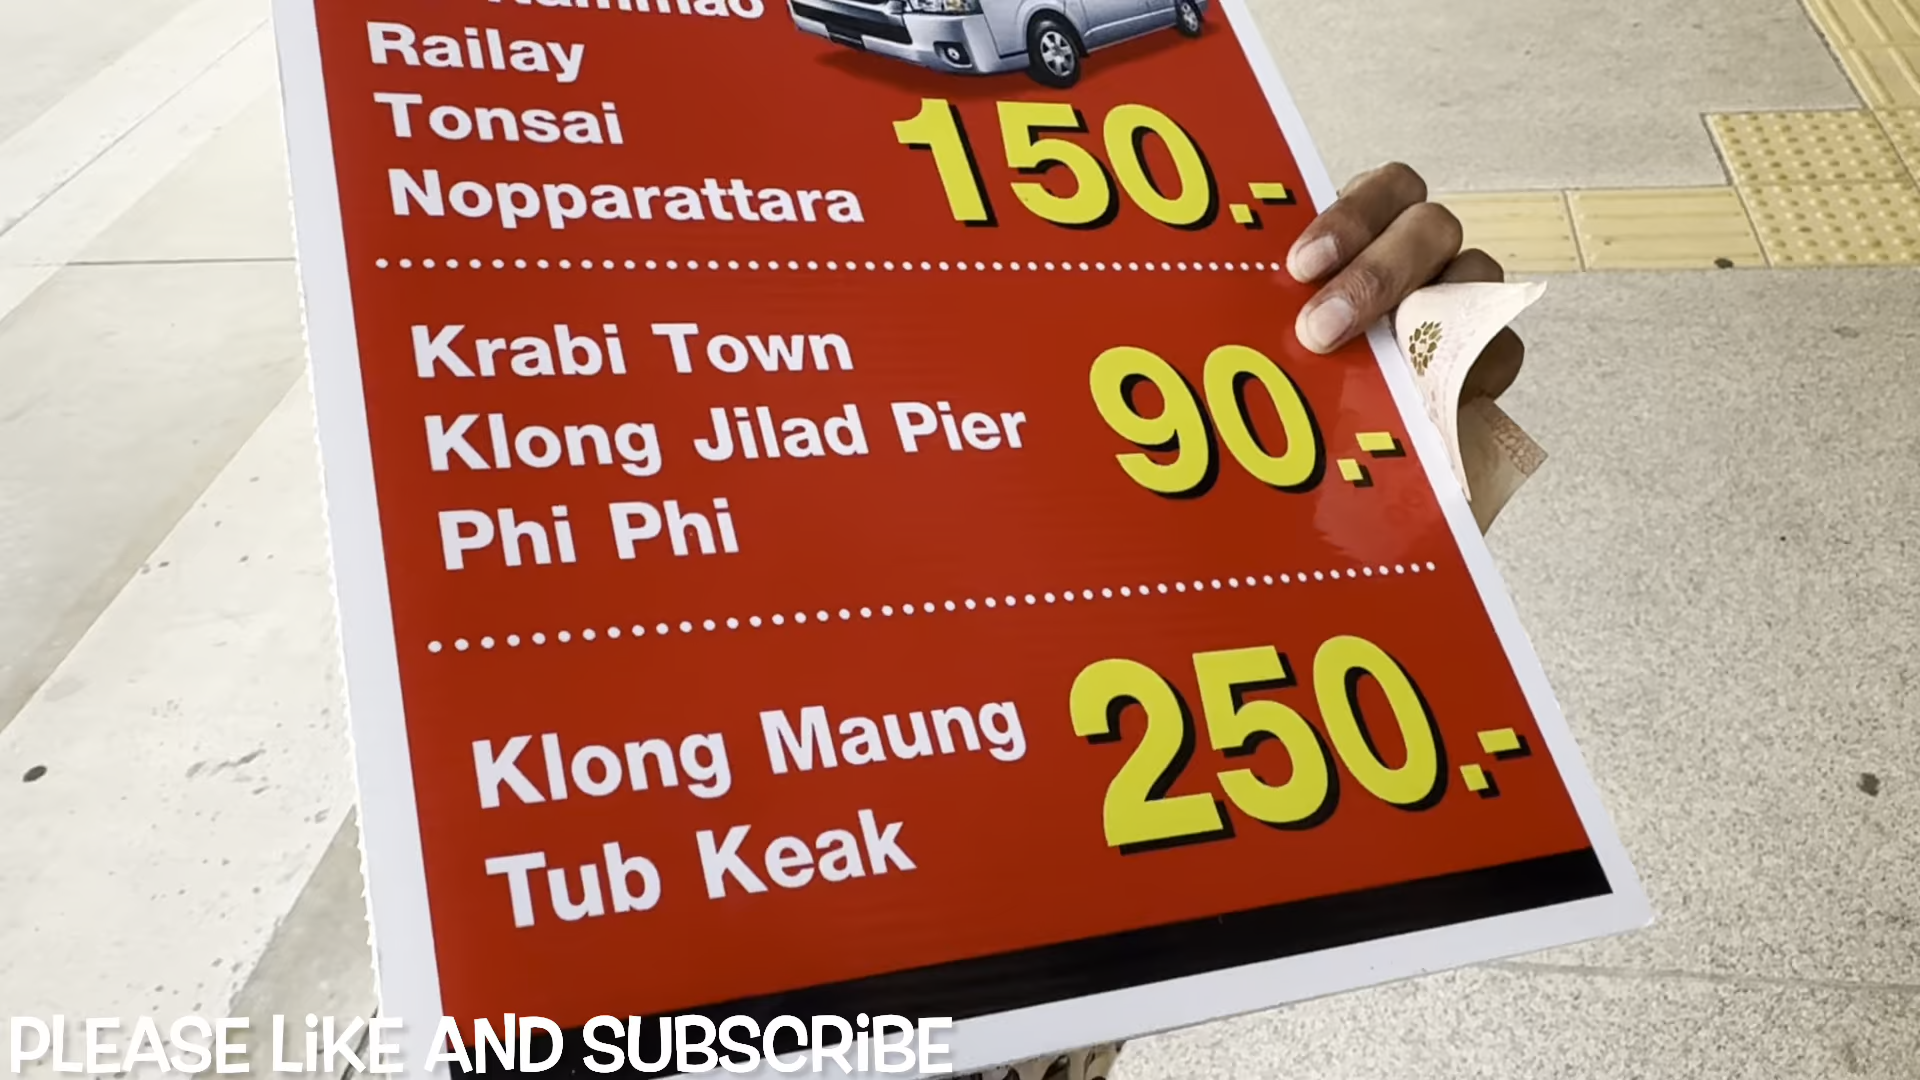 Nammao
Railay
Tonsai
Nopparattara
150.-
Krabi Town
Klong Jilad Pier
Phi Phi
90.-
Klong Maung
Tub Keak
250.-
PLEASE LiKE AND SUBSCRiBE